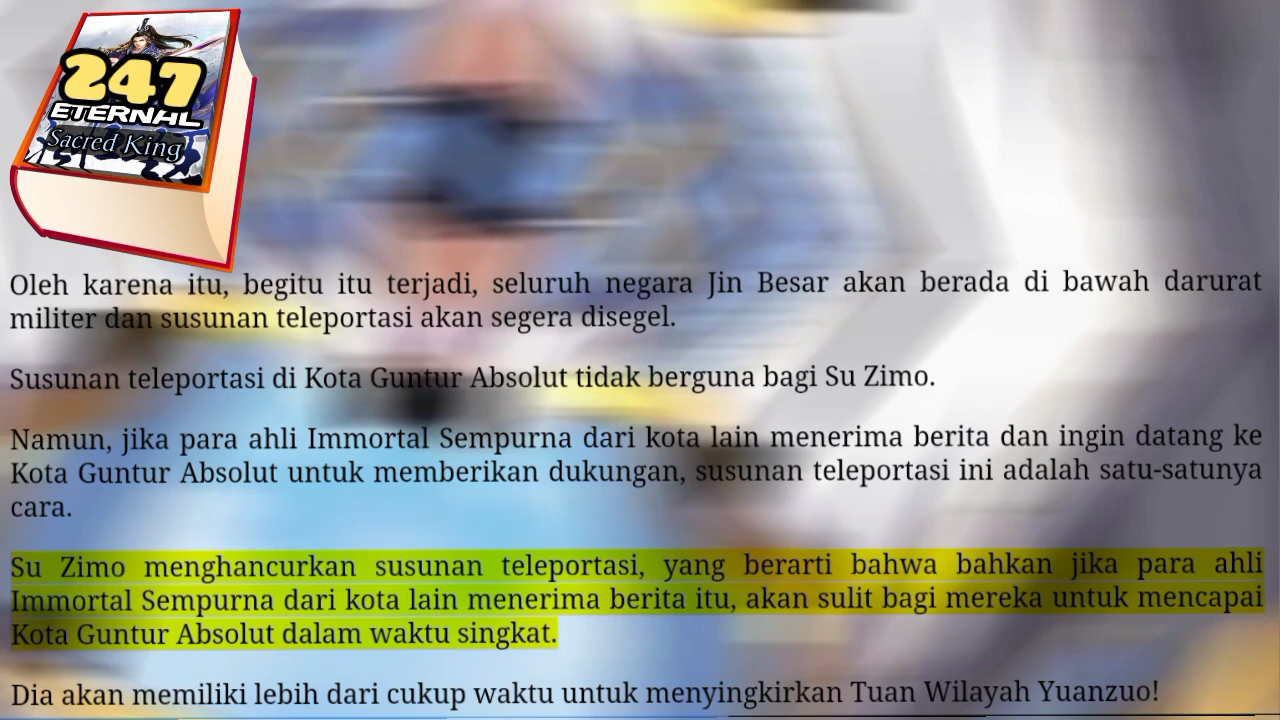 247
ETERNAL
Sacred King
Oleh karena itu, begitu itu terjadi, seluruh negara Jin Besar akan berada di bawah darurat
militer dan susunan teleportasi akan segera disegel.
Susunan teleportasi di Kota Guntur Absolut tidak berguna bagi Su Zimo.
Namun, jika para ahli Immortal Sempurna dari kota lain menerima berita dan ingin datang ke
Kota Guntur Absolut untuk memberikan dukungan, susunan teleportasi ini adalah satu-satunya
cara.
Su Zimo menghancurkan susunan teleportasi, yang berarti bahwa bahkan jika para ahli
Immortal Sempurna dari kota lain menerima berita itu, akan sulit bagi mereka untuk mencapai
Kota Guntur Absolut dalam waktu singkat.
Dia akan memiliki lebih dari cukup waktu untuk menyingkirkan Tuan Wilayah Yuanzuo!